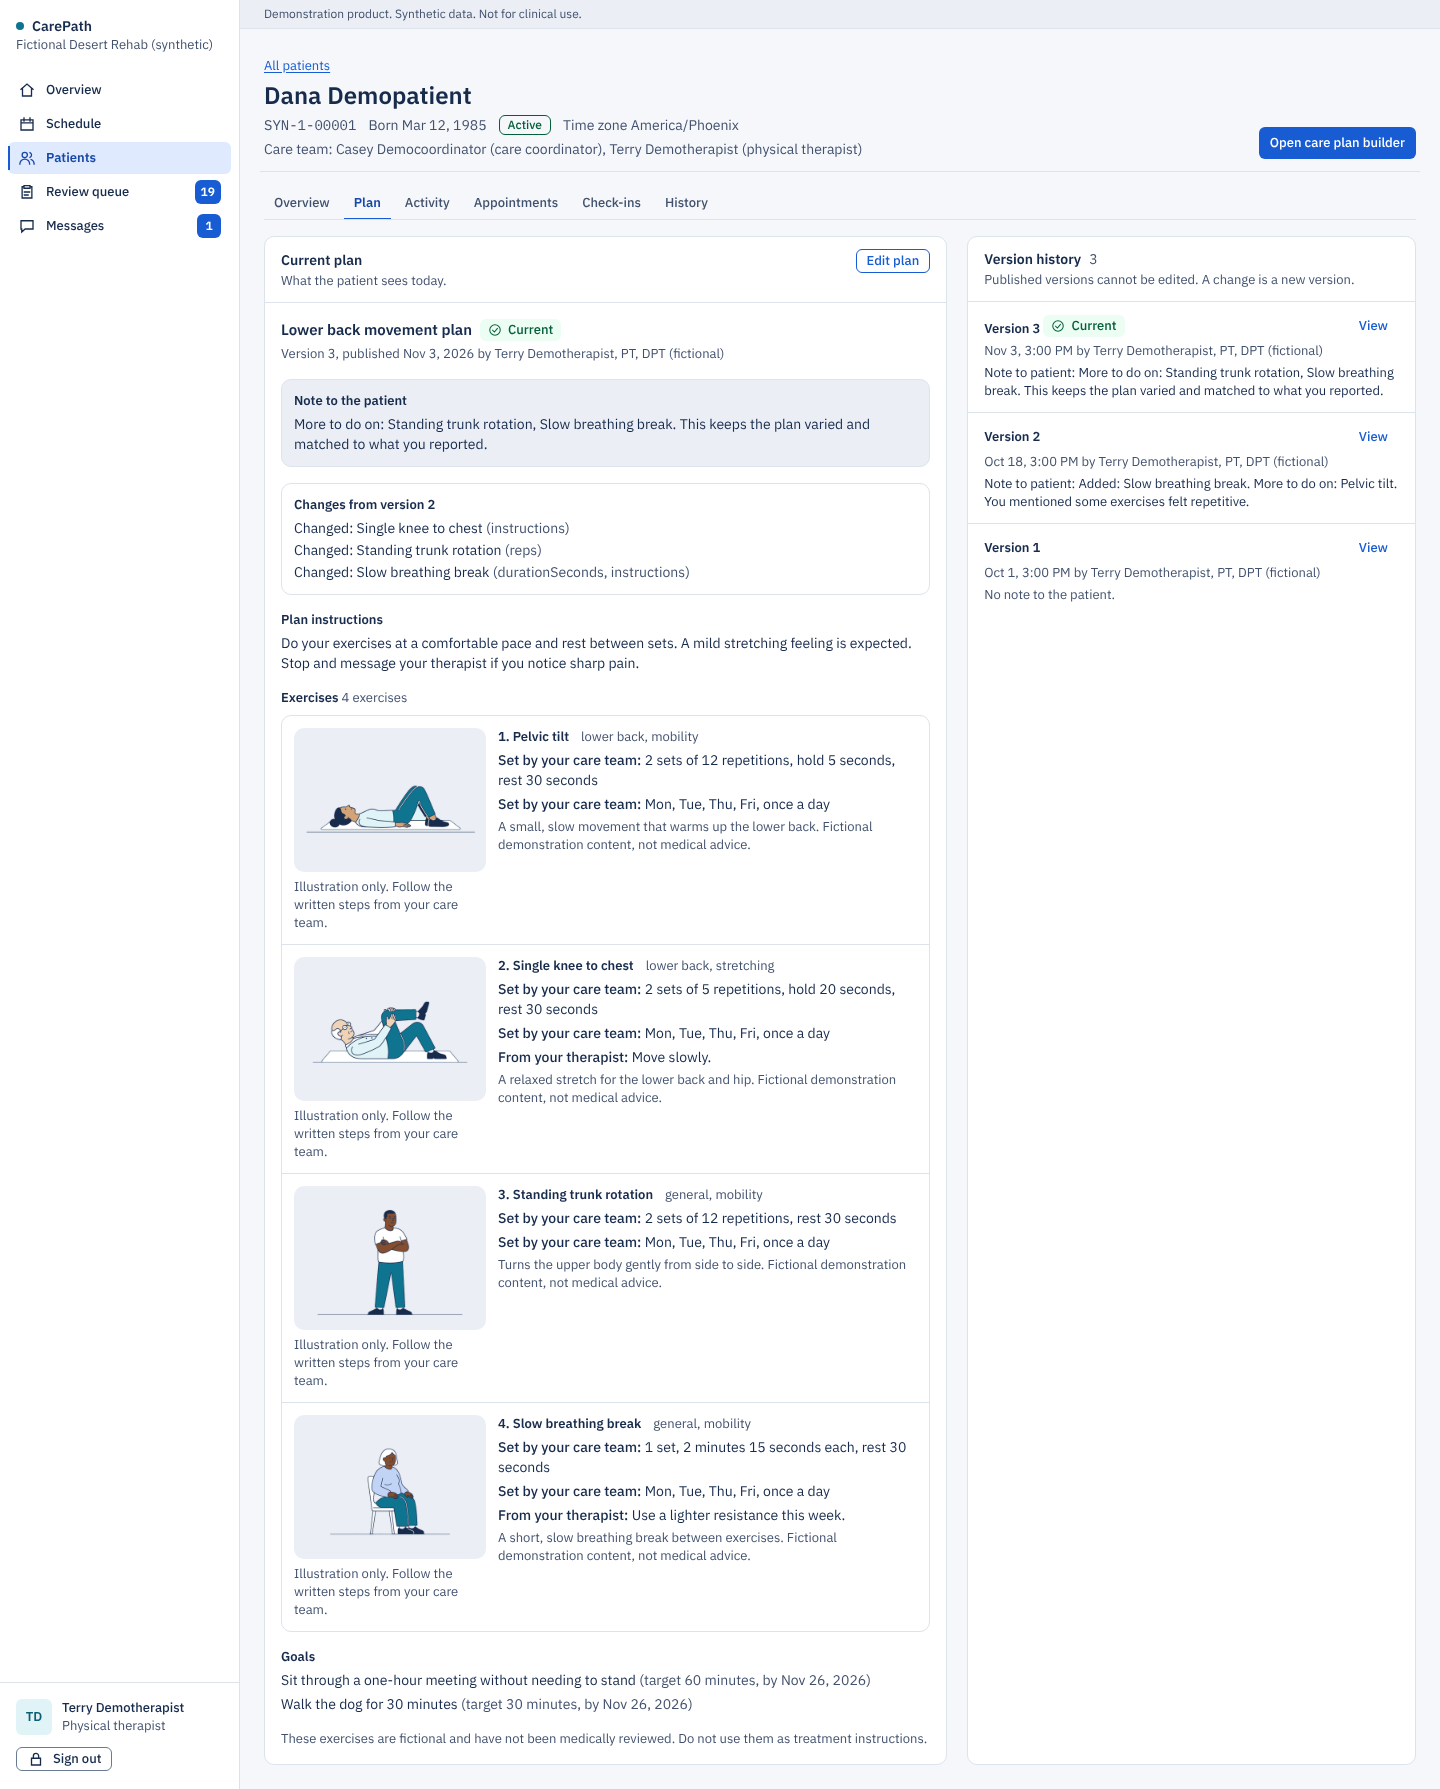 CarePath
Fictional Desert Rehab (synthetic)
Overview
Schedule
Patients
Review queue 19
Messages 1
Demonstration product. Synthetic data. Not for clinical use.
All patients
Dana Demopatient
SYN-1-00001 Born Mar 12, 1985 Active Time zone America/Phoenix
Care team: Casey Democoordinator (care coordinator), Terry Demotherapist (physical therapist)
Open care plan builder
Overview Plan Activity Appointments Check-ins History
Current plan
What the patient sees today.
Edit plan
Lower back movement plan Current
Version 3, published Nov 3, 2026 by Terry Demotherapist, PT, DPT (fictional)
Note to the patient
More to do on: Standing trunk rotation, Slow breathing break. This keeps the plan varied and
matched to what you reported.
Changes from version 2
Changed: Single knee to chest (instructions)
Changed: Standing trunk rotation (reps)
Changed: Slow breathing break (durationSeconds, instructions)
Plan instructions
Do your exercises at a comfortable pace and rest between sets. A mild stretching feeling is expected.
Stop and message your therapist if you notice sharp pain.
Exercises 4 exercises
1. Pelvic tilt lower back, mobility
Set by your care team: 2 sets of 12 repetitions, hold 5 seconds,
rest 30 seconds
Set by your care team: Mon, Tue, Thu, Fri, once a day
A small, slow movement that warms up the lower back. Fictional
demonstration content, not medical advice.
Illustration only. Follow the
written steps from your care
team.
2. Single knee to chest lower back, stretching
Set by your care team: 2 sets of 5 repetitions, hold 20 seconds,
rest 30 seconds
Set by your care team: Mon, Tue, Thu, Fri, once a day
From your therapist: Move slowly.
A relaxed stretch for the lower back and hip. Fictional demonstration
content, not medical advice.
Illustration only. Follow the
written steps from your care
team.
3. Standing trunk rotation general, mobility
Set by your care team: 2 sets of 12 repetitions, rest 30 seconds
Set by your care team: Mon, Tue, Thu, Fri, once a day
Turns the upper body gently from side to side. Fictional demonstration
content, not medical advice.
Illustration only. Follow the
written steps from your care
team.
4. Slow breathing break general, mobility
Set by your care team: 1 set, 2 minutes 15 seconds each, rest 30
seconds
Set by your care team: Mon, Tue, Thu, Fri, once a day
From your therapist: Use a lighter resistance this week.
A short, slow breathing break between exercises. Fictional
demonstration content, not medical advice.
Illustration only. Follow the
written steps from your care
team.
Goals
Sit through a one-hour meeting without needing to stand (target 60 minutes, by Nov 26, 2026)
Walk the dog for 30 minutes (target 30 minutes, by Nov 26, 2026)
These exercises are fictional and have not been medically reviewed. Do not use them as treatment instructions.
Version history 3
Published versions cannot be edited. A change is a new version.
Version 3 Current View
Nov 3, 3:00 PM by Terry Demotherapist, PT, DPT (fictional)
Note to patient: More to do on: Standing trunk rotation, Slow breathing
break. This keeps the plan varied and matched to what you reported.
Version 2 View
Oct 18, 3:00 PM by Terry Demotherapist, PT, DPT (fictional)
Note to patient: Added: Slow breathing break. More to do on: Pelvic tilt.
You mentioned some exercises felt repetitive.
Version 1 View
Oct 1, 3:00 PM by Terry Demotherapist, PT, DPT (fictional)
No note to the patient.
TD
Terry Demotherapist
Physical therapist
Sign out